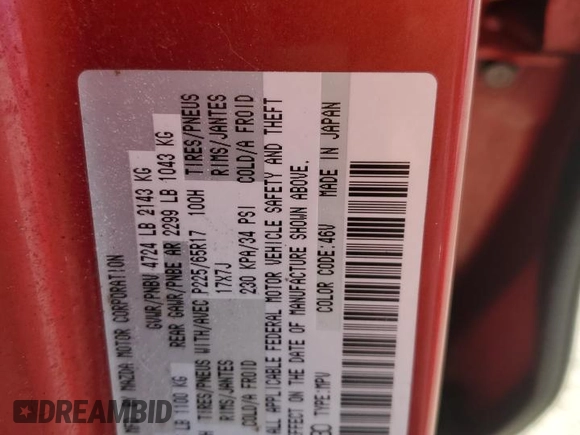 MAZDA MOTOR CORPORATION
GVWR/PNBV 4724 LB 2143 KG
LB 1100 KG REAR GAWR/PNBE AR 2299 LB 1043 KG
TIRES/PNEUS WITH/AVEC P225/65R17 100H TIRES/PNEUS
RIMS/JANTES 17X7J RIMS/JANTES
COLD/A FROID 230 KPA/34 PSI COLD/A FROID
ALL APPLICABLE FEDERAL MOTOR VEHICLE SAFETY AND THEFT
EFFECT ON THE DATE OF MANUFACTURE SHOWN ABOVE.
TYPE:MPV COLOR CODE:46V MADE IN JAPAN
DREAMBID